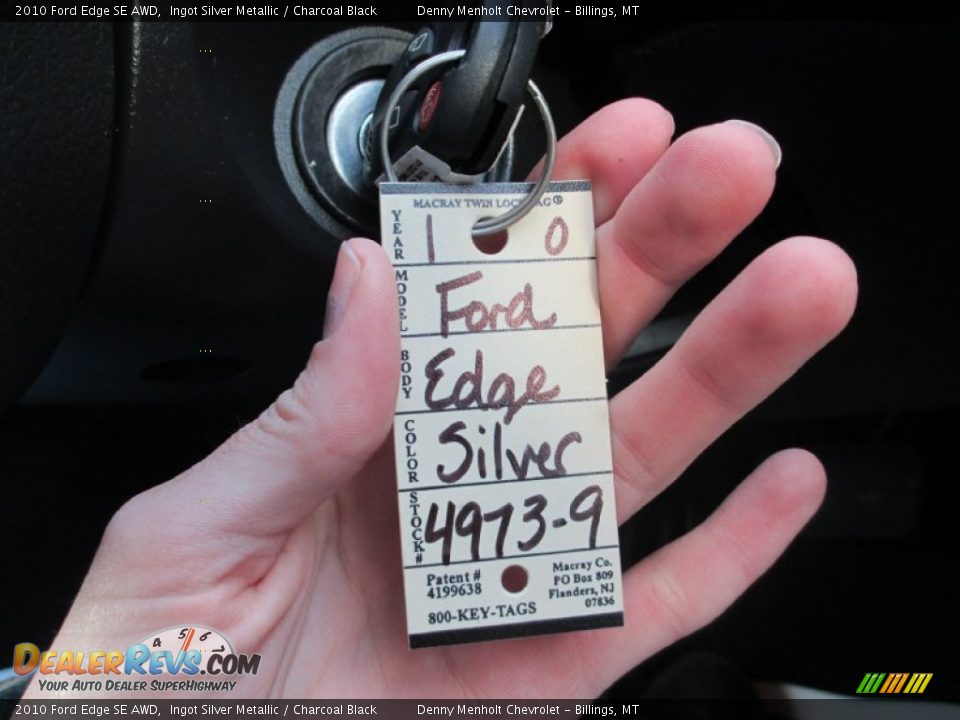 2010 Ford Edge SE AWD, Ingot Silver Metallic / Charcoal Black Denny Menholt Chevrolet - Billings, MT
MACRAY TWIN LOCK TAG®
YEAR 1 0
MODEL Ford
BODY Edge
COLOR Silver
STOCK# 4973-9
Patent #
4199638
Macray Co.
PO Box 809
Flanders, NJ
07836
800-KEY-TAGS
4 5 6
DEALERREVS.COM
YOUR AUTO DEALER SUPERHIGHWAY
2010 Ford Edge SE AWD, Ingot Silver Metallic / Charcoal Black Denny Menholt Chevrolet - Billings, MT